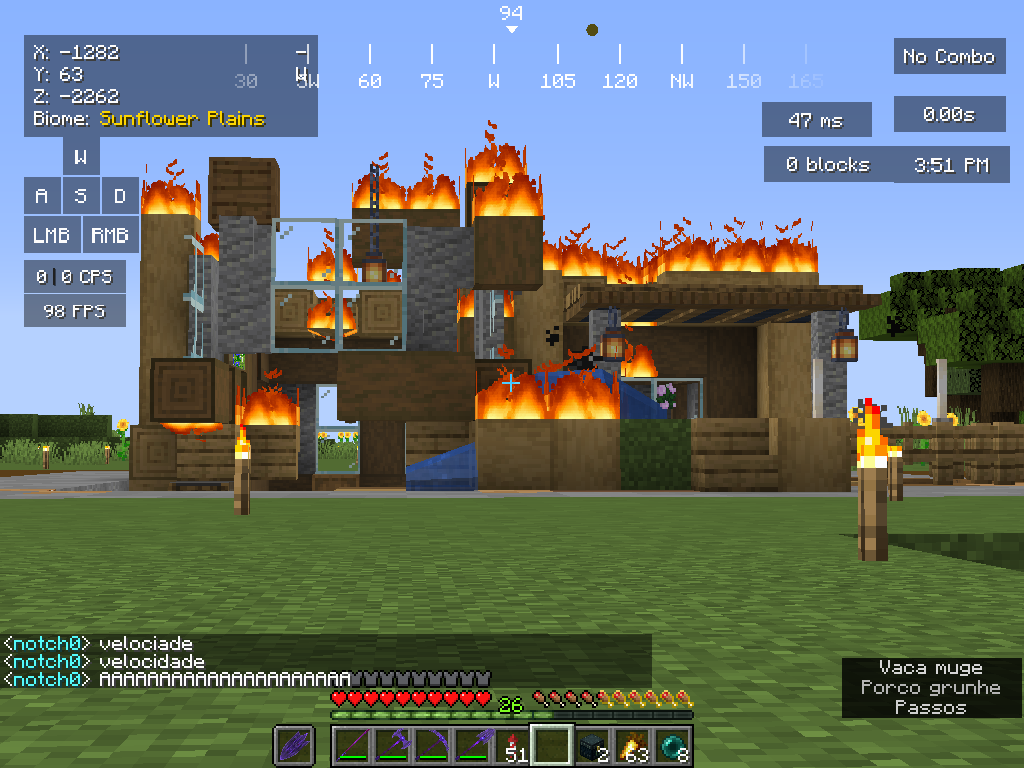 94
X: -1282
Y: 63
Z: -2262
Biome: Sunflower Plains
30 SW 60 75 W 105 120 NW 150 165
W
No Combo
47 ms
0.00s
0 blocks
3:51 PM
W
A S D
LMB RMB
0|0 CPS
98 FPS
<notch0> velociade
<notch0> velocidade
<notch0> AAAAAAAAAAAAAAAAAAAAA
Vaca muge
Porco grunhe
Passos
26
51 2 63 8